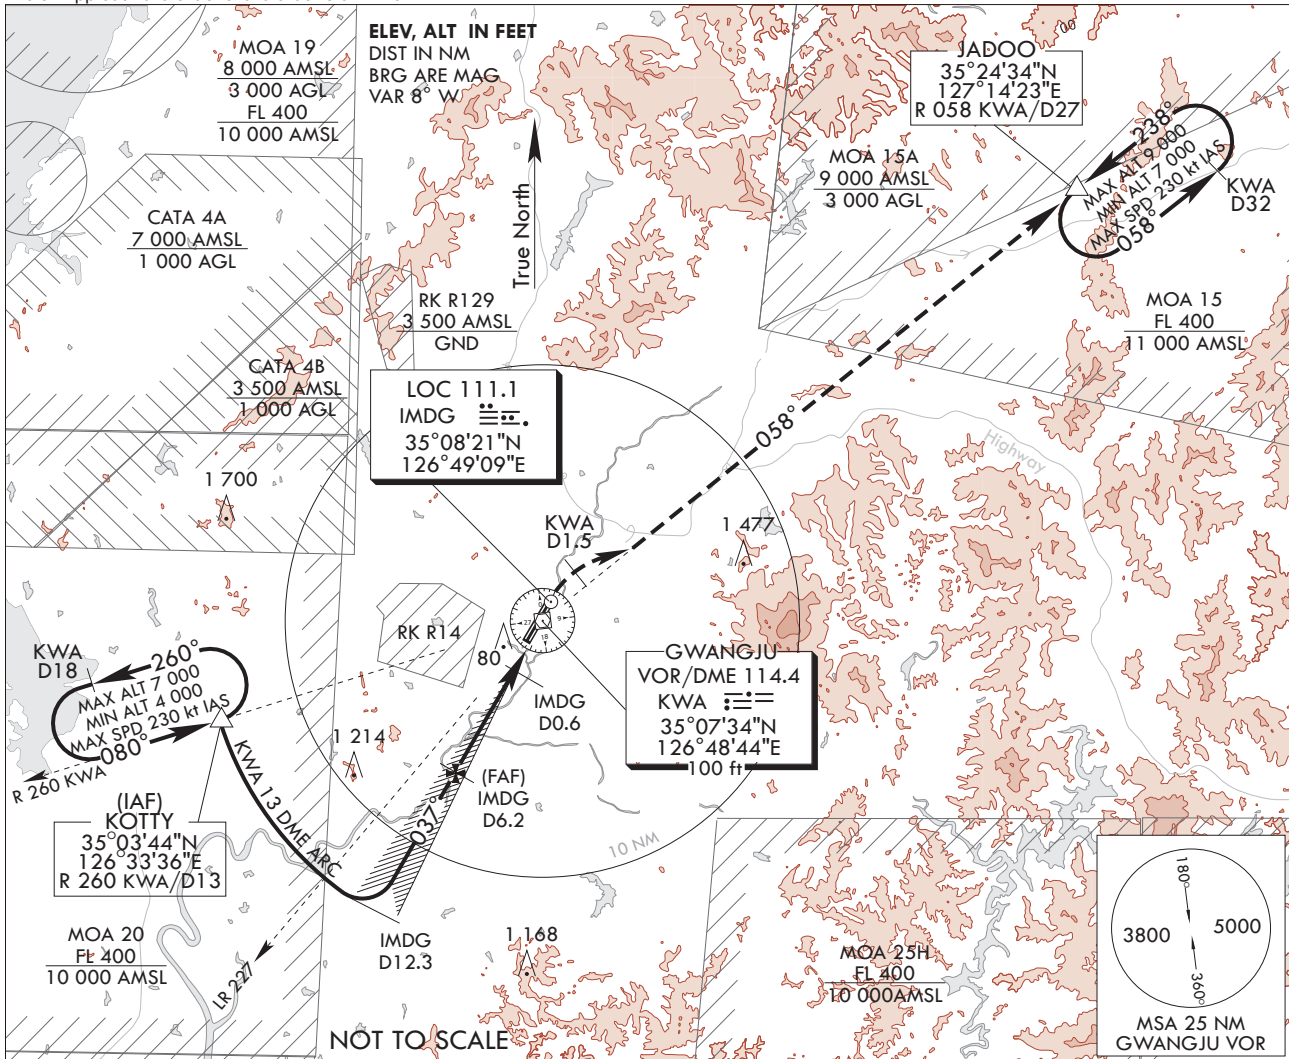 ELEV, ALT IN FEET
DIST IN NM
BRG ARE MAG
VAR 8° W
MOA 19
8 000 AMSL
3 000 AGL
FL 400
10 000 AMSL
JADOO
35°24'34"N
127°14'23"E
R 058 KWA/D27
238°
MAX ALT 9 000
MIN ALT 7 000
MAX SPD 230 kt IAS
058°
KWA
D32
MOA 15A
9 000 AMSL
3 000 AGL
CATA 4A
7 000 AMSL
1 000 AGL
True North
RK R129
3 500 AMSL
GND
MOA 15
FL 400
11 000 AMSL
CATA 4B
3 500 AMSL
1 000 AGL
LOC 111.1
IMDG
35°08'21"N
126°49'09"E
058°
Highway
1 700
KWA
D1.5
1 477
RK R14
80
27
9
18
0
GWANGJU
VOR/DME 114.4
KWA
35°07'34"N
126°48'44"E
100 ft
KWA
D18
260°
MAX ALT 7 000
MIN ALT 4 000
MAX SPD 230 kt IAS
080°
R 260 KWA
IMDG
D0.6
1 214
KWA 13 DME ARC
(FAF)
IMDG
D6.2
037°
(IAF)
KOTTY
35°03'44"N
126°33'36"E
R 260 KWA/D13
10 NM
MOA 20
FL 400
10 000 AMSL
LR 227
IMDG
D12.3
1 168
MOA 25H
FL 400
10 000AMSL
180°
3800
5000
360°
MSA 25 NM
GWANGJU VOR
NOT TO SCALE